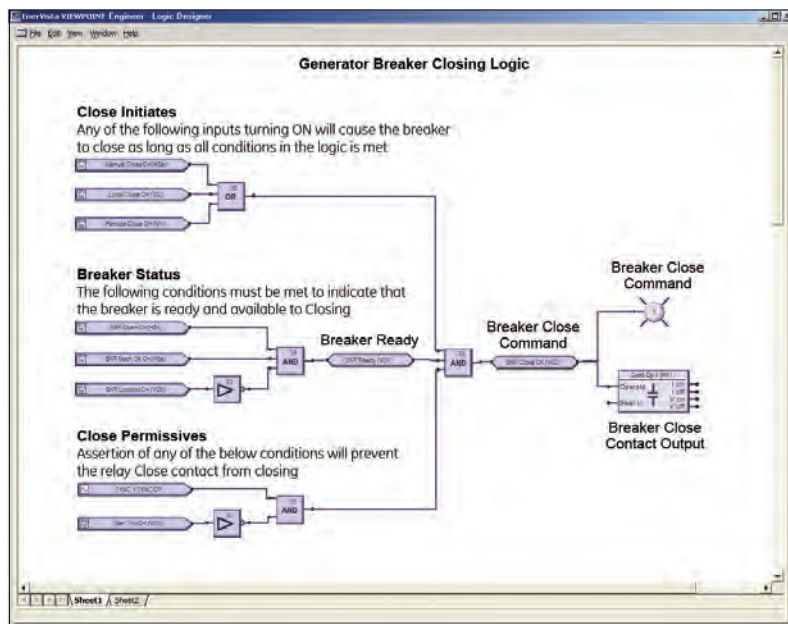 EnerVista VIEWPOINT Engineer - Logic Designer
File Edit View Window Help
Generator Breaker Closing Logic
Close Initiates
Any of the following inputs turning ON will cause the breaker
to close as long as all conditions in the logic is met
OR
Breaker Status
The following conditions must be met to indicate that
the breaker is ready and available to Closing
AND
Breaker Ready
AND
Breaker Close
Command
Breaker Close
Command
Operate
Breaker Close
Contact Output
Close Permissives
Assertion of any of the below conditions will prevent
the relay Close contact from closing
AND
Sheet1
Sheet2